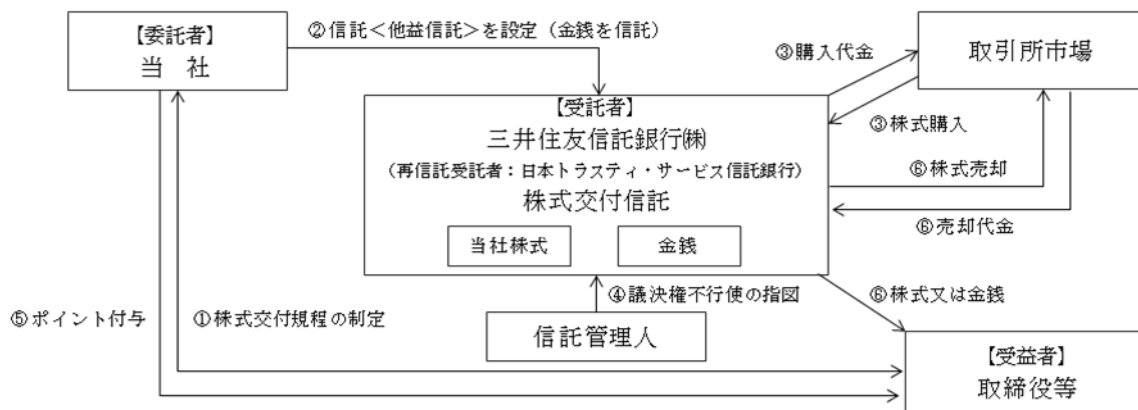 【委託者】
当　社
②信託＜他益信託＞を設定（金銭を信託）
③購入代金
取引所市場
【受託者】
三井住友信託銀行㈱
（再信託受託者：日本トラスティ・サービス信託銀行）
株式交付信託
当社株式
金銭
③株式購入
⑥株式売却
⑥売却代金
④議決権不行使の指図
⑥株式又は金銭
⑤ポイント付与
①株式交付規程の制定
信託管理人
【受益者】
取締役等